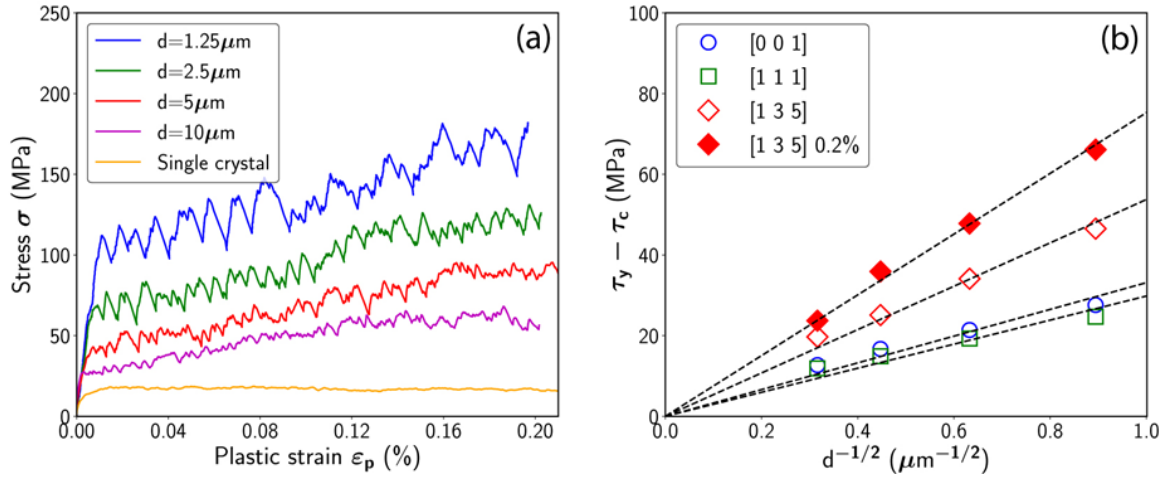 (a)
250
200
150
100
50
0
Stress σ (MPa)
d=1.25μm
d=2.5μm
d=5μm
d=10μm
Single crystal
0.00 0.04 0.08 0.12 0.16 0.20
Plastic strain εp (%)
(b)
100
80
60
40
20
0
τy − τc (MPa)
[0 0 1]
[1 1 1]
[1 3 5]
[1 3 5] 0.2%
0.0 0.2 0.4 0.6 0.8 1.0
d−1/2 (μm−1/2)